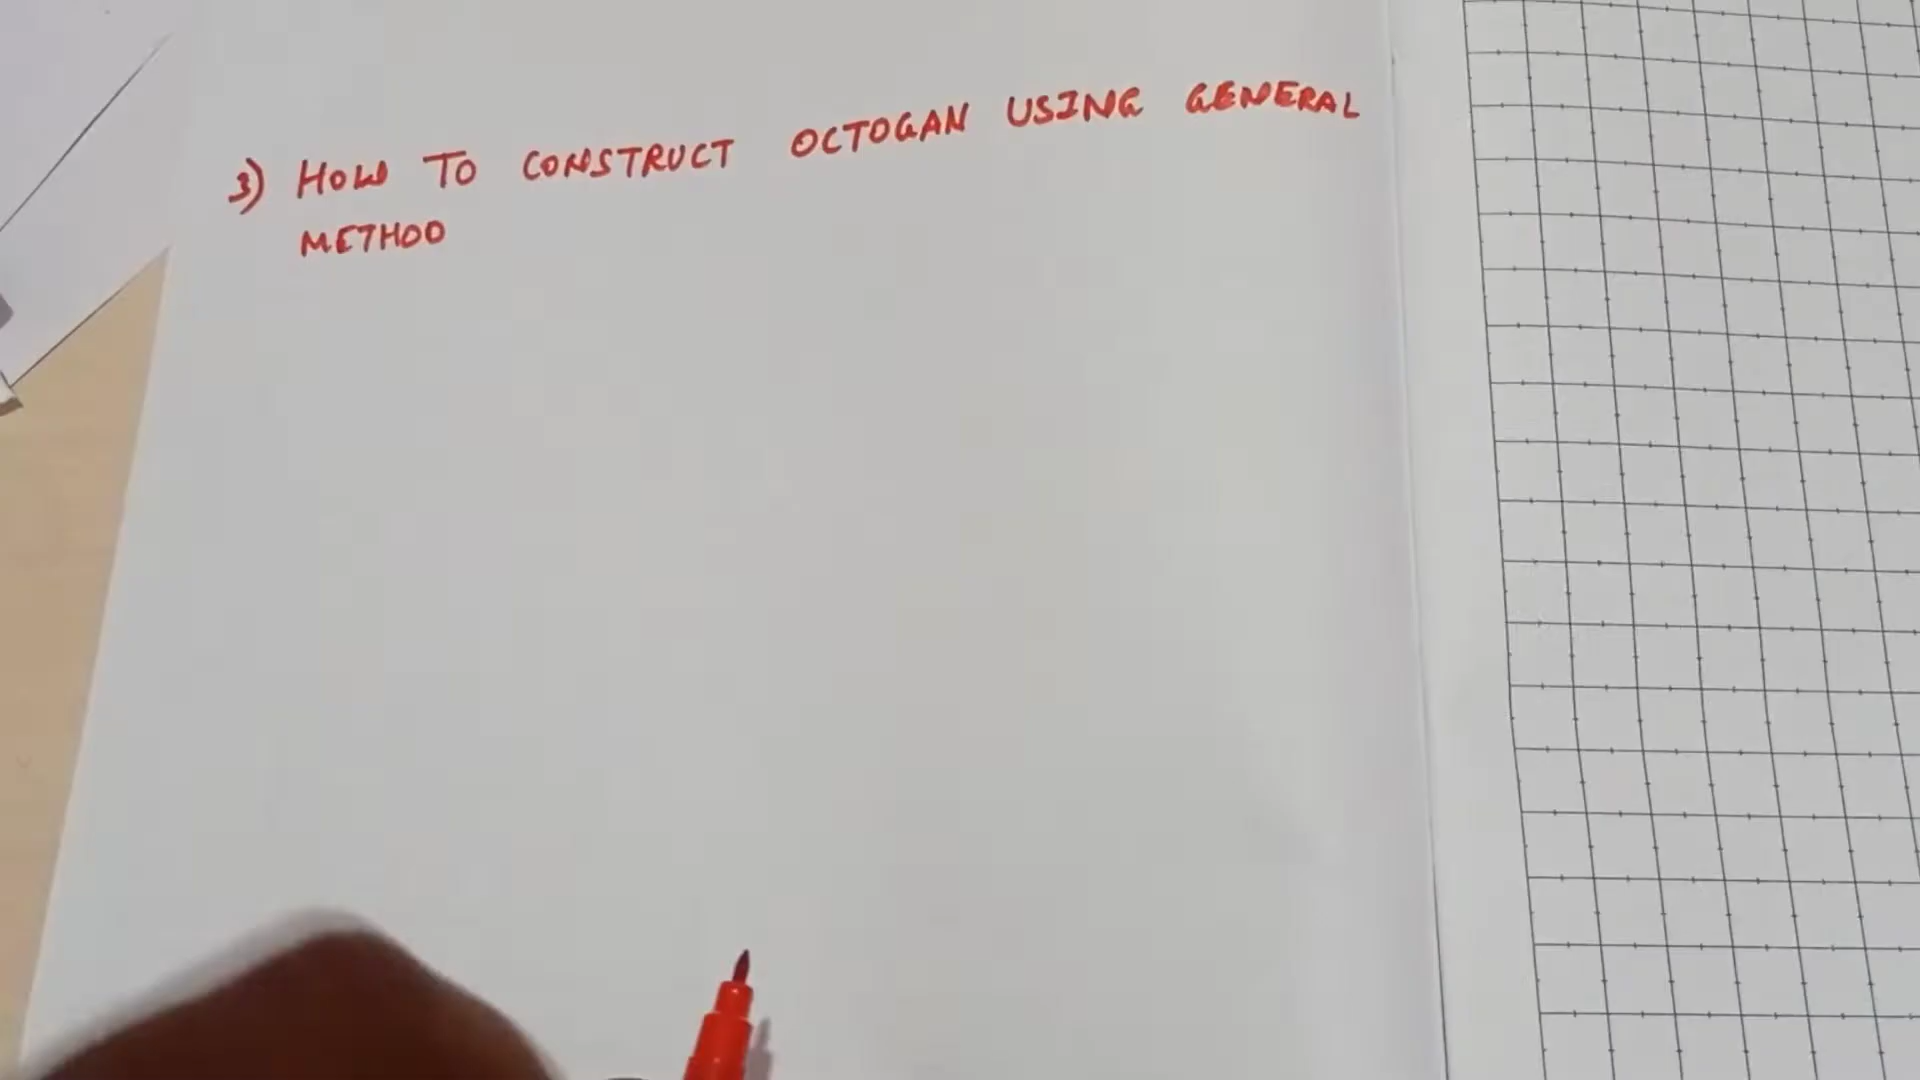 3) HOW TO CONSTRUCT OCTOGAN USING GENERAL
METHOD